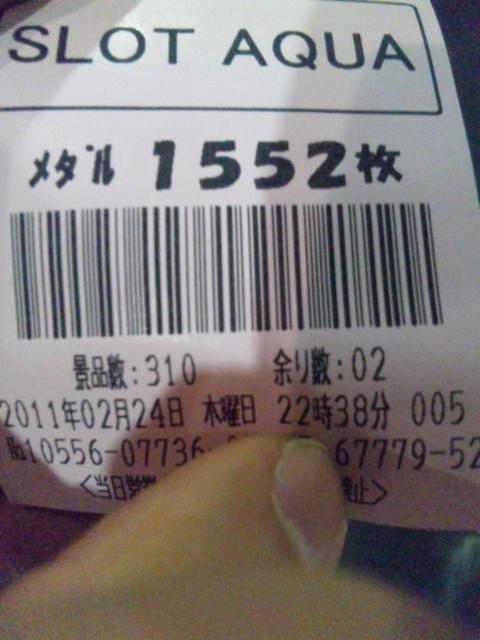 SLOT AQUA
メダル 1552枚
景品数:310 余り数:02
2011年02月24日 木曜日 22時38分 005
№10556-07736- 67779-52
<当日営業 止>